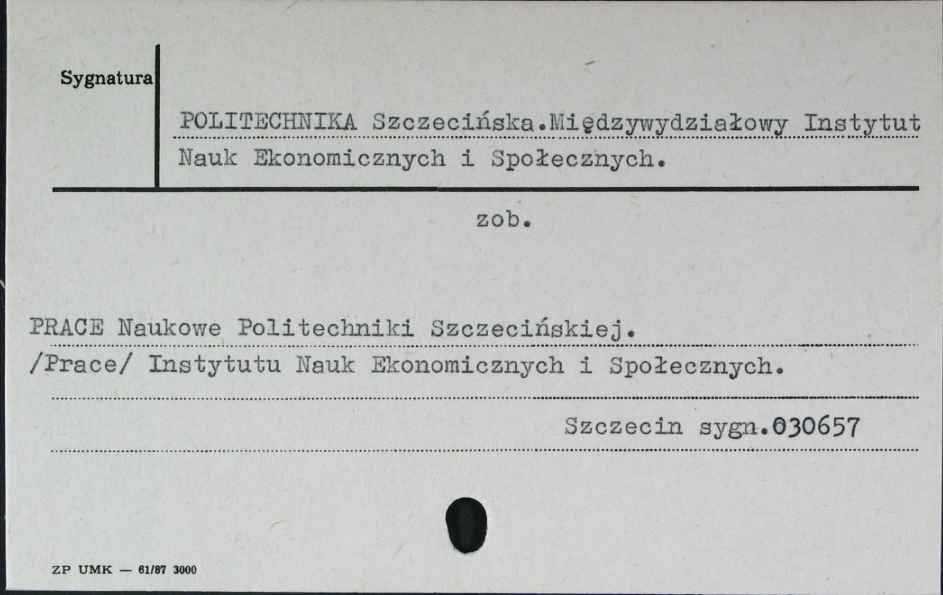 Sygnatura
POLITECHNIKA Szczecińska.Międzywydziałowy Instytut
Nauk Ekonomicznych i Społecznych.
zob.
PRACE Naukowe Politechniki Szczecińskiej.
/Prace/ Instytutu Nauk Ekonomicznych i Społecznych.
Szczecin sygn.030657
ZP UMK — 61/87 3000